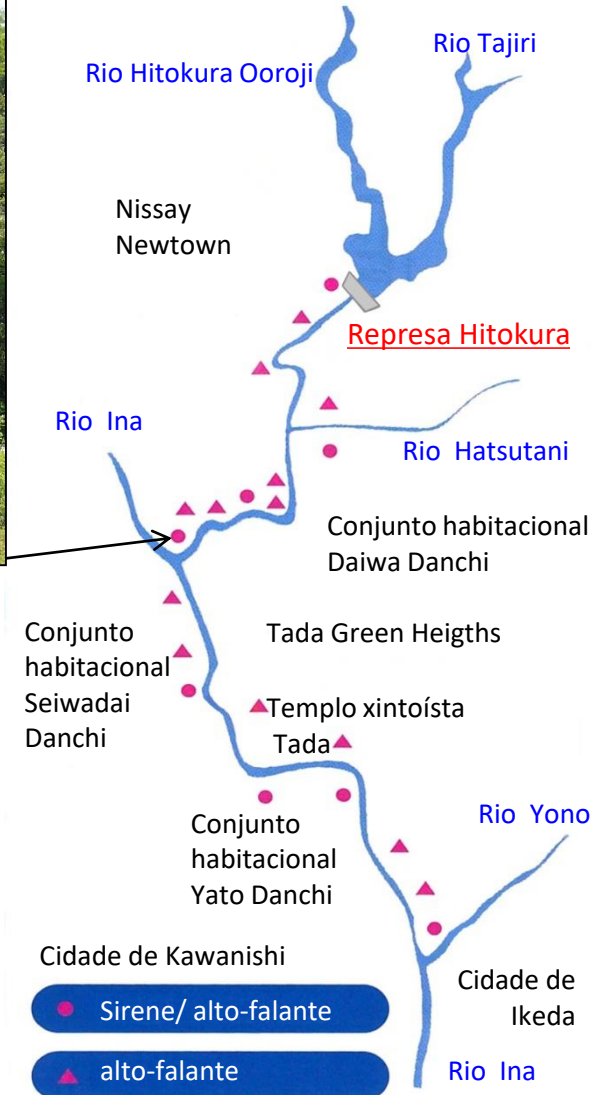 Rio Tajiri
Rio Hitokura Ooroji
Nissay
Newtown
Represa Hitokura
Rio Ina
Rio Hatsutani
Conjunto habitacional
Daiwa Danchi
Conjunto
habitacional
Seiwadai
Danchi
Tada Green Heigths
Templo xintoísta
Tada
Rio Yono
Conjunto
habitacional
Yato Danchi
Cidade de Kawanishi
Cidade de
Ikeda
Sirene/ alto-falante
alto-falante
Rio Ina